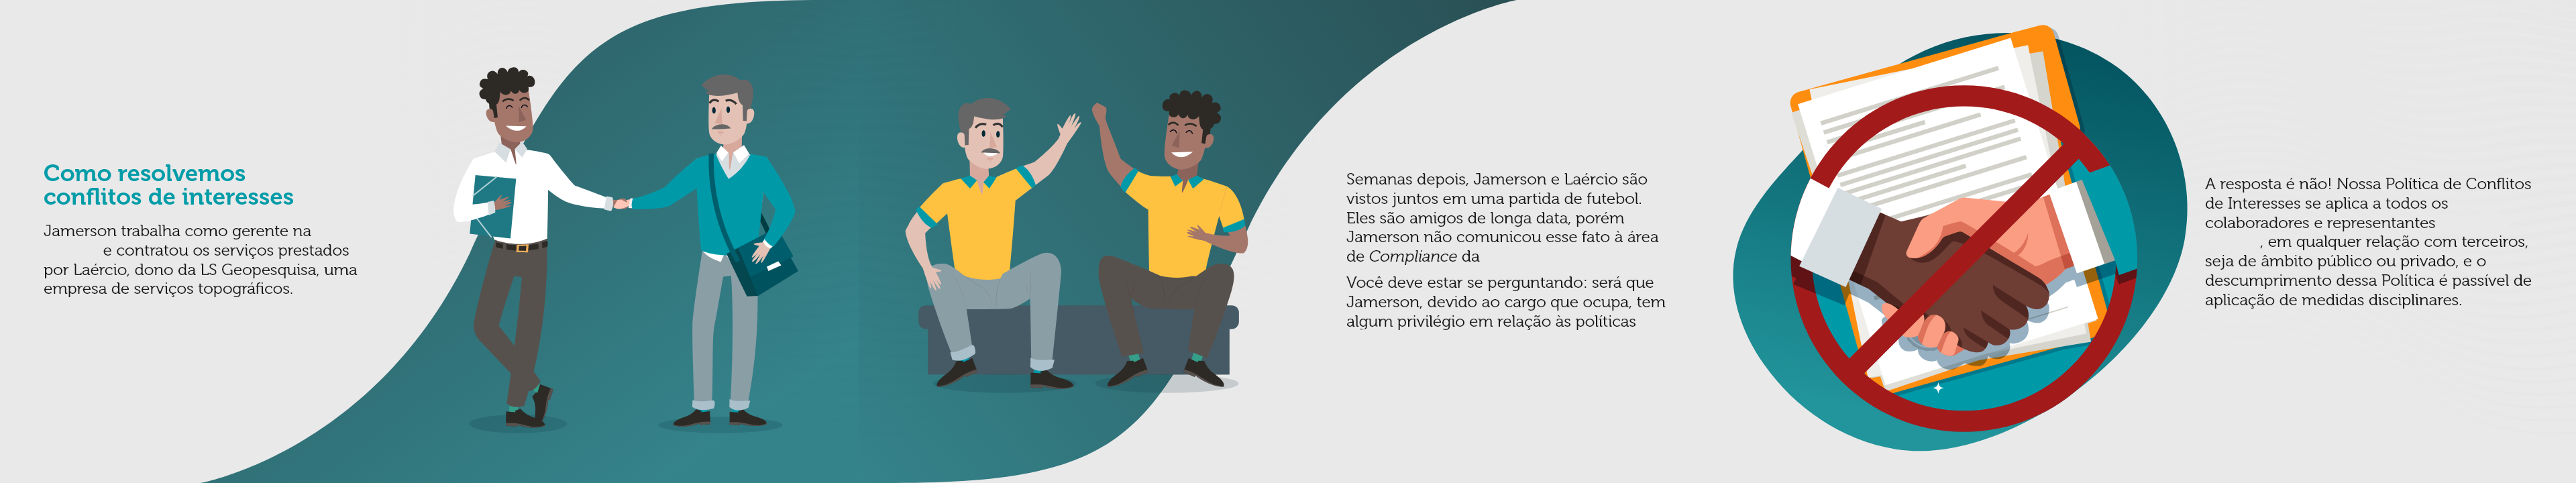 Como resolvemos
conflitos de interesses
Jamerson trabalha como gerente na
e contratou os serviços prestados
por Laércio, dono da LS Geopesquisa, uma
empresa de serviços topográficos.
Semanas depois, Jamerson e Laércio são
vistos juntos em uma partida de futebol.
Eles são amigos de longa data, porém
Jamerson não comunicou esse fato à área
de Compliance da
Você deve estar se perguntando: será que
Jamerson, devido ao cargo que ocupa, tem
algum privilégio em relação às políticas
A resposta é não! Nossa Política de Conflitos
de Interesses se aplica a todos os
colaboradores e representantes
, em qualquer relação com terceiros,
seja de âmbito público ou privado, e o
descumprimento dessa Política é passível de
aplicação de medidas disciplinares.